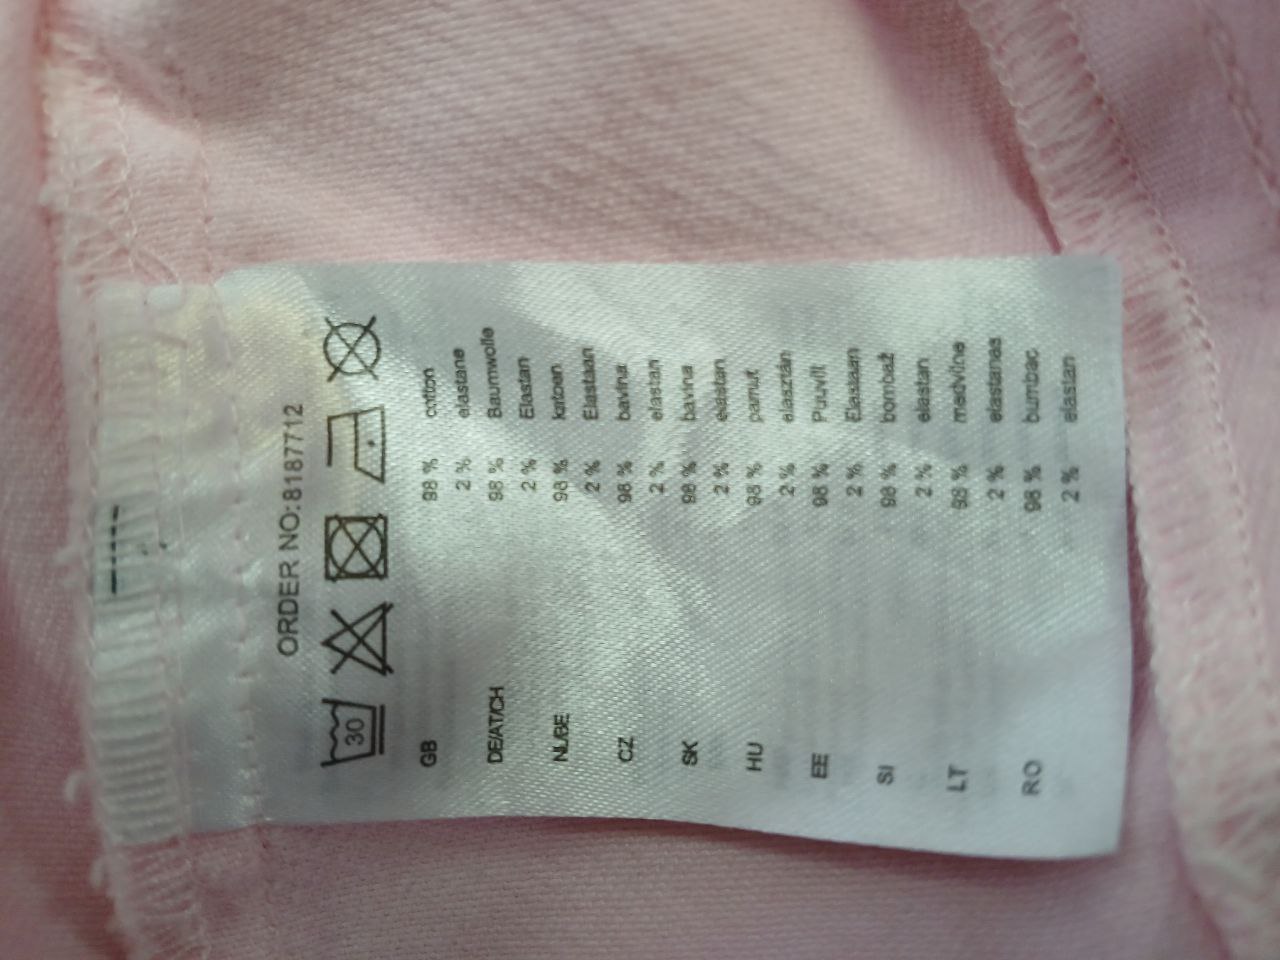 ORDER NO:8187712
30
GB 98 % cotton
2 % elastane
DE/AT/CH 98 % Baumwolle
2 % Elastan
NL/BE 98 % katoen
2 % Elastaan
CZ 98 % bavlna
2 % elastan
SK 98 % bavlna
2 % elastan
HU 98 % pamut
2 % elasztán
EE 98 % Puuvill
2 % Elastaan
SI 98 % bombaž
2 % elastan
LT 98 % medvilnė
2 % elastanas
RO 98 % bumbac
2 % elastan